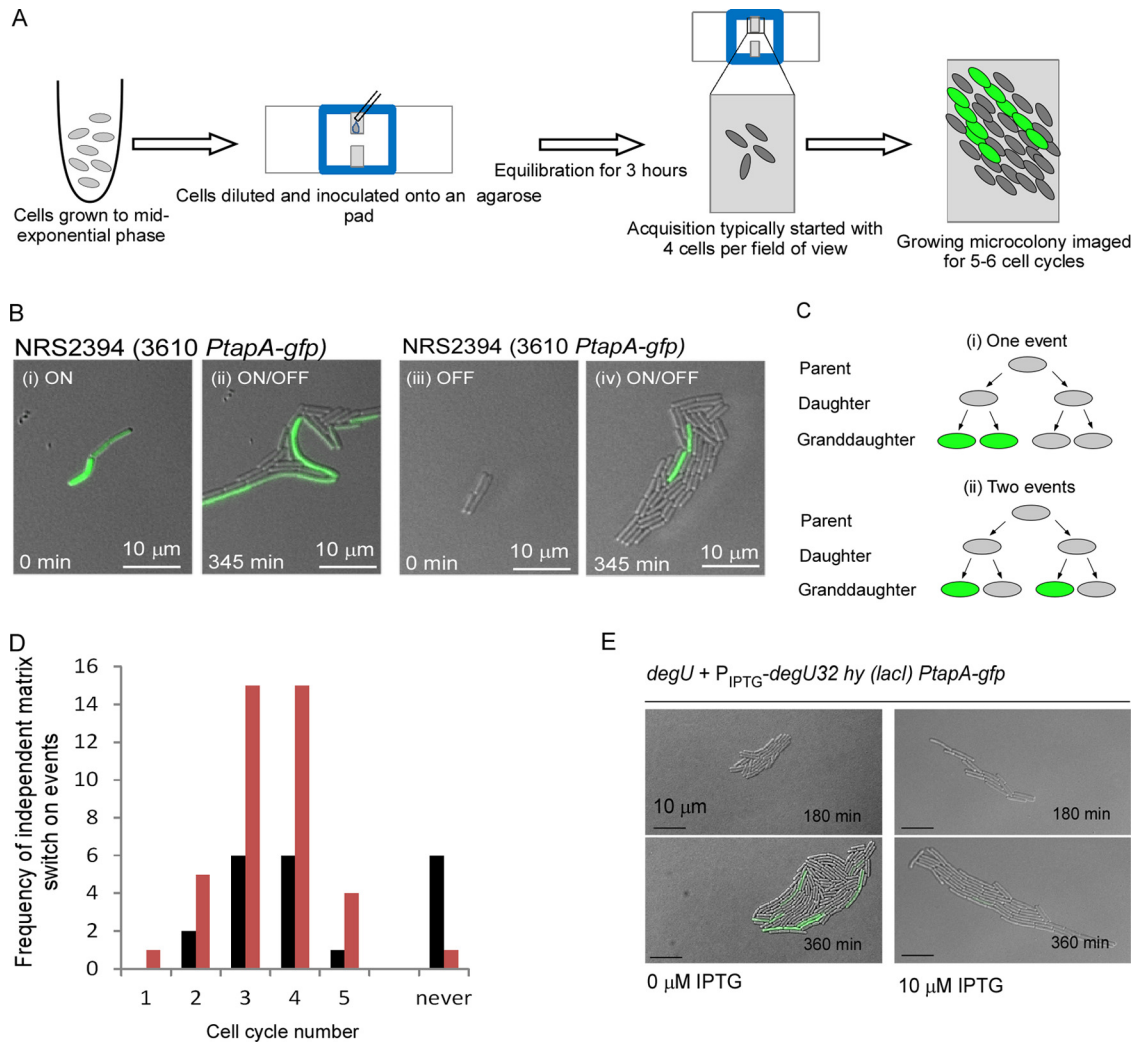 A
Cells grown to mid-
exponential phase
Cells diluted and inoculated onto an agarose
pad
Equilibration for 3 hours
Acquisition typically started with
4 cells per field of view
Growing microcolony imaged
for 5-6 cell cycles
B
NRS2394 (3610 PtapA-gfp)
(i) ON
0 min
10 μm
(ii) ON/OFF
345 min
10 μm
NRS2394 (3610 PtapA-gfp)
(iii) OFF
0 min
10 μm
(iv) ON/OFF
345 min
10 μm
C
(i) One event
Parent
Daughter
Granddaughter
(ii) Two events
Parent
Daughter
Granddaughter
D
Frequency of independent matrix
switch on events
16
14
12
10
8
6
4
2
0
1 2 3 4 5 never
Cell cycle number
E
degU + PIPTG-degU32 hy (lacI) PtapA-gfp
10 μm
180 min
180 min
360 min
360 min
0 μM IPTG
10 μM IPTG